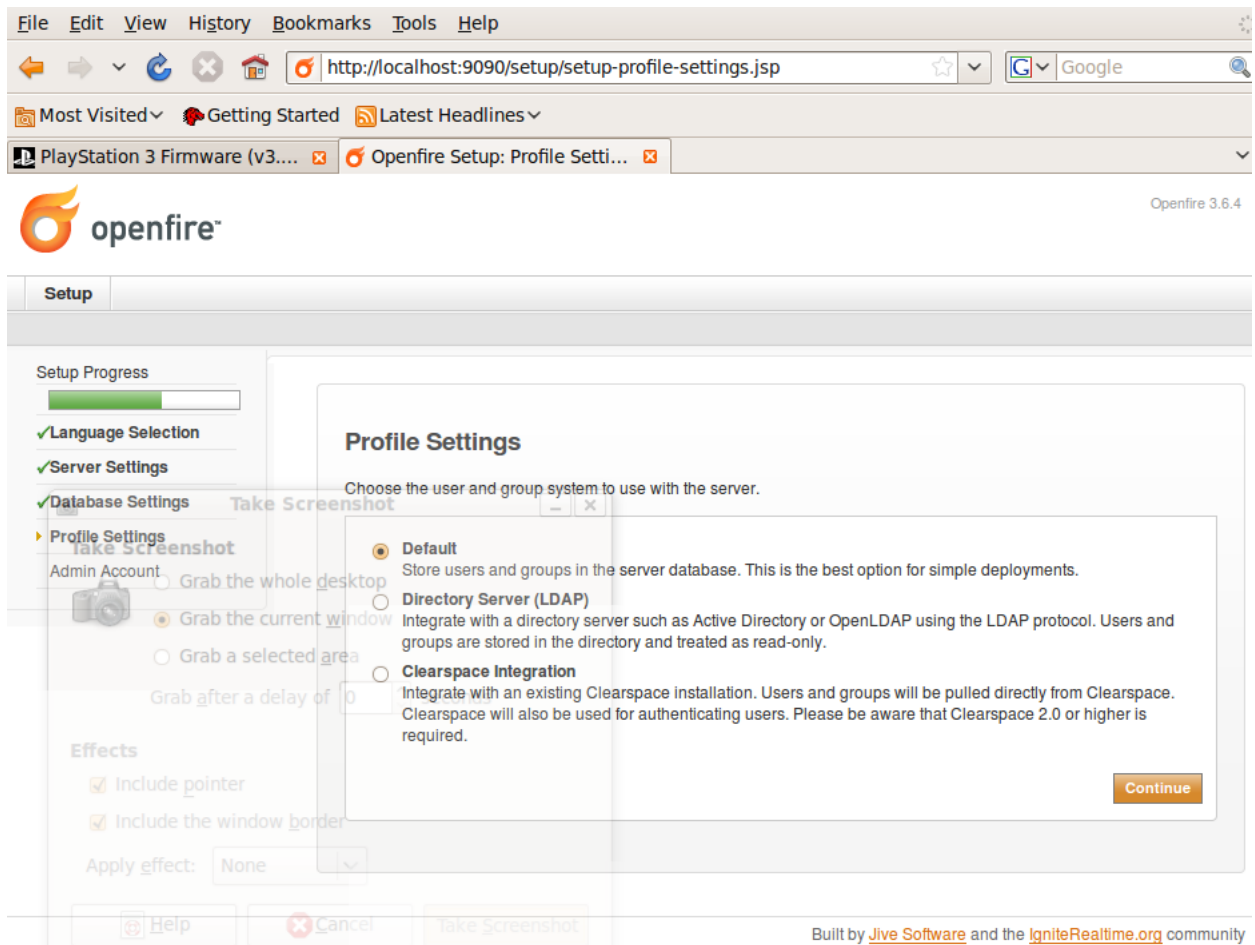 File Edit View History Bookmarks Tools Help
http://localhost:9090/setup/setup-profile-settings.jsp
G Google
Most Visited Getting Started Latest Headlines
PlayStation 3 Firmware (v3.... Openfire Setup: Profile Setti...
openfire™
Openfire 3.6.4
Setup
Setup Progress
Language Selection
Server Settings
Database Settings
Profile Settings
Admin Account
Profile Settings
Choose the user and group system to use with the server.
Default
Store users and groups in the server database. This is the best option for simple deployments.
Directory Server (LDAP)
Integrate with a directory server such as Active Directory or OpenLDAP using the LDAP protocol. Users and
groups are stored in the directory and treated as read-only.
Clearspace Integration
Integrate with an existing Clearspace installation. Users and groups will be pulled directly from Clearspace.
Clearspace will also be used for authenticating users. Please be aware that Clearspace 2.0 or higher is
required.
Continue
Take Screenshot
Take Screenshot
Grab the whole desktop
Grab the current window
Grab a selected area
Grab after a delay of 0 seconds
Effects
Include pointer
Include the window border
Apply effect: None
Help Cancel Take Screenshot
Built by Jive Software and the IgniteRealtime.org community